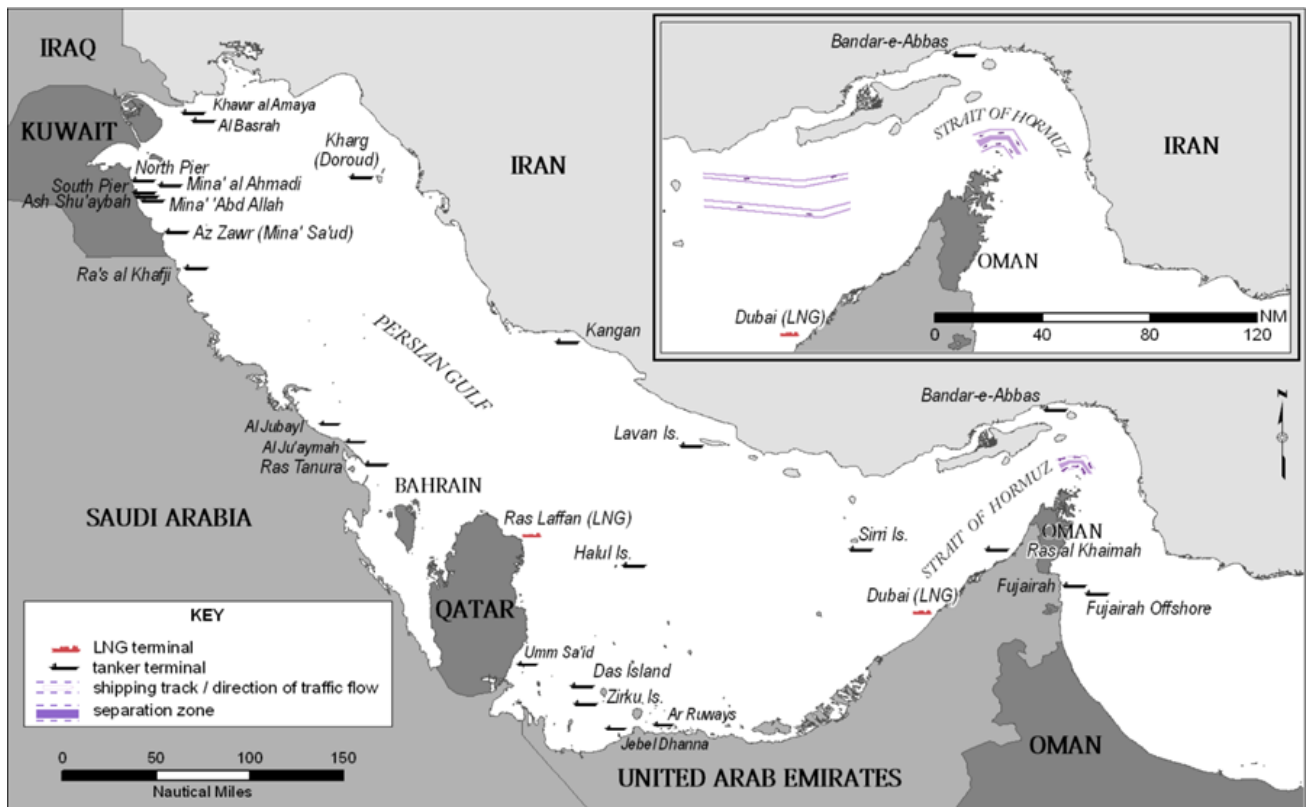 IRAQ
KUWAIT
Khawr al Amaya
Al Basrah
Kharg
(Doroud)
IRAN
North Pier
South Pier
Mina' al Ahmadi
Ash Shu'aybah
Mina' 'Abd Allah
Az Zawr (Mina' Sa'ud)
Ra's al Khafji
PERSIAN GULF
Kangan
Al Jubayl
Al Ju'aymah
Ras Tanura
Lavan Is.
BAHRAIN
SAUDI ARABIA
Ras Laffan (LNG)
Halul Is.
QATAR
Sirri Is.
Bandar-e-Abbas
STRAIT OF HORMUZ
OMAN
Ras al Khaimah
Dubai (LNG)
Fujairah
Fujairah Offshore
Umm Sa'id
Das Island
Zirku Is.
Ar Ruways
Jebel Dhanna
UNITED ARAB EMIRATES
OMAN
Bandar-e-Abbas
STRAIT OF HORMUZ
IRAN
OMAN
Dubai (LNG)
NM
0 40 80 120
z
KEY
LNG terminal
tanker terminal
shipping track / direction of traffic flow
separation zone
0 50 100 150
Nautical Miles